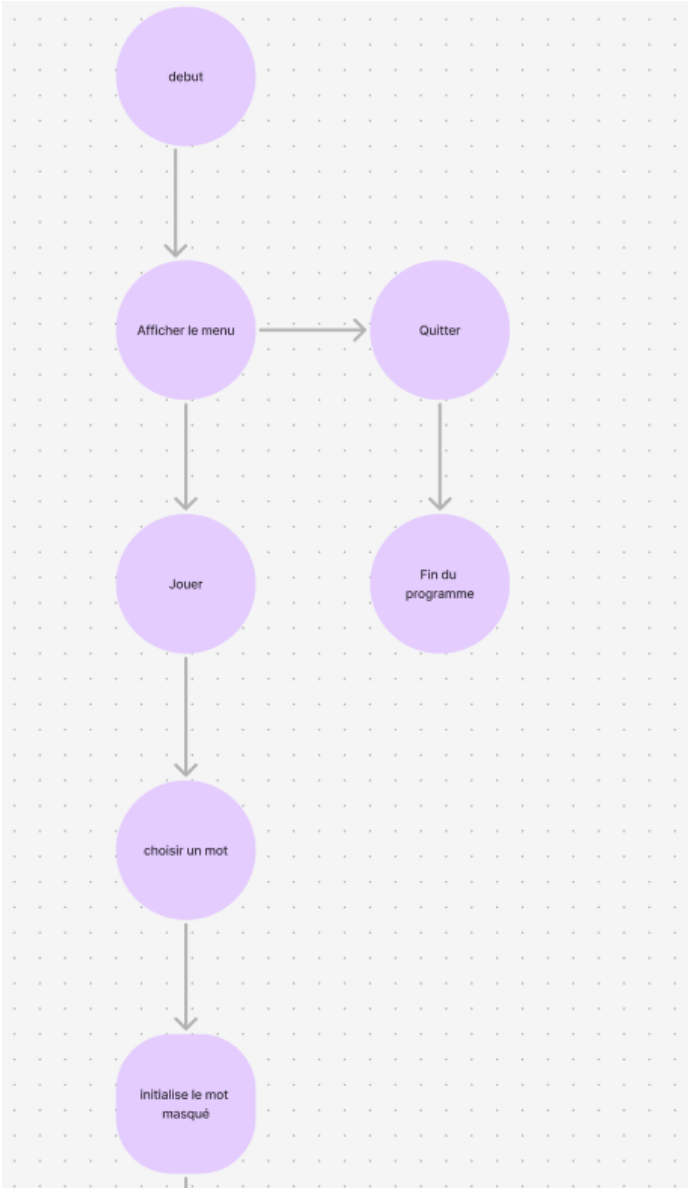 debut
Afficher le menu
Quitter
Jouer
Fin du
programme
choisir un mot
initialise le mot
masqué